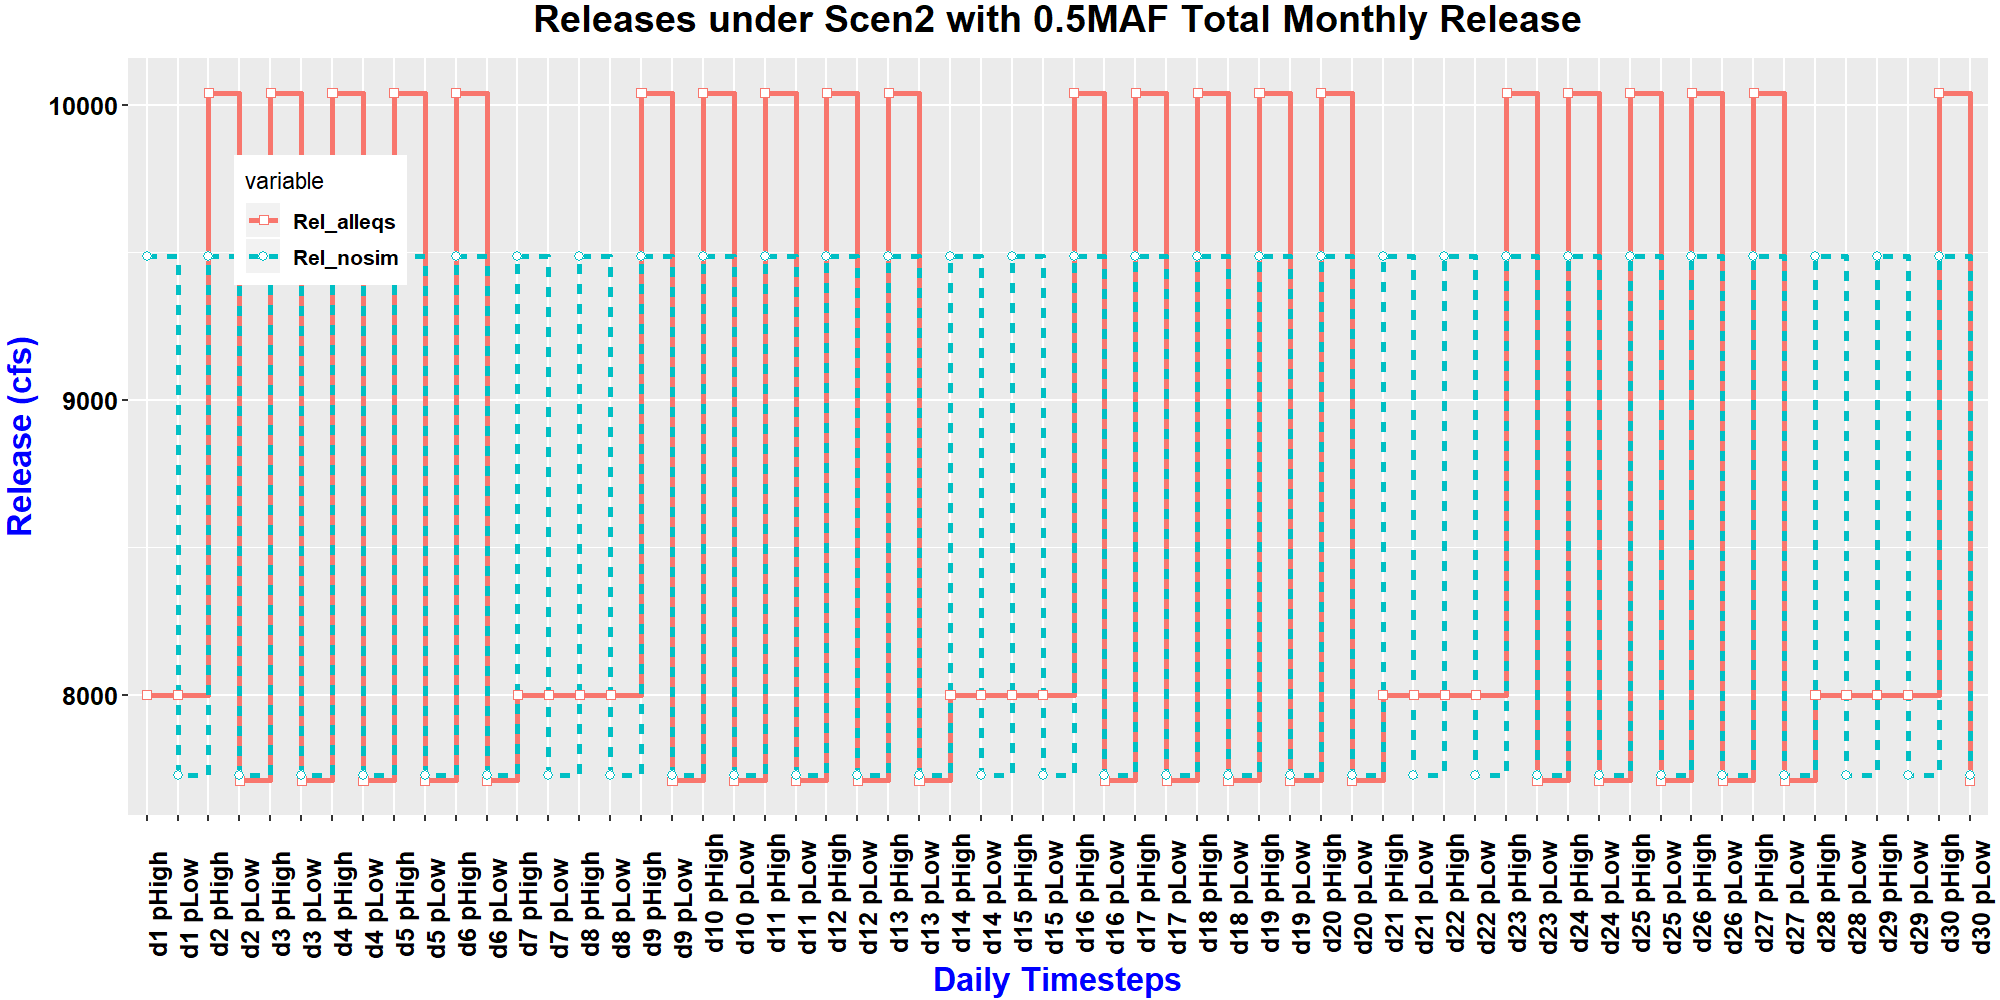 Releases under Scen2 with 0.5MAF Total Monthly Release
Release (cfs)
10000
9000
8000
variable
Rel_alleqs
Rel_nosim
d1 pHigh
d1 pLow
d2 pHigh
d2 pLow
d3 pHigh
d3 pLow
d4 pHigh
d4 pLow
d5 pHigh
d5 pLow
d6 pHigh
d6 pLow
d7 pHigh
d7 pLow
d8 pHigh
d8 pLow
d9 pHigh
d9 pLow
d10 pHigh
d10 pLow
d11 pHigh
d11 pLow
d12 pHigh
d12 pLow
d13 pHigh
d13 pLow
d14 pHigh
d14 pLow
d15 pHigh
d15 pLow
d16 pHigh
d16 pLow
d17 pHigh
d17 pLow
d18 pHigh
d18 pLow
d19 pHigh
d19 pLow
d20 pHigh
d20 pLow
d21 pHigh
d21 pLow
d22 pHigh
d22 pLow
d23 pHigh
d23 pLow
d24 pHigh
d24 pLow
d25 pHigh
d25 pLow
d26 pHigh
d26 pLow
d27 pHigh
d27 pLow
d28 pHigh
d28 pLow
d29 pHigh
d29 pLow
d30 pHigh
d30 pLow
Daily Timesteps